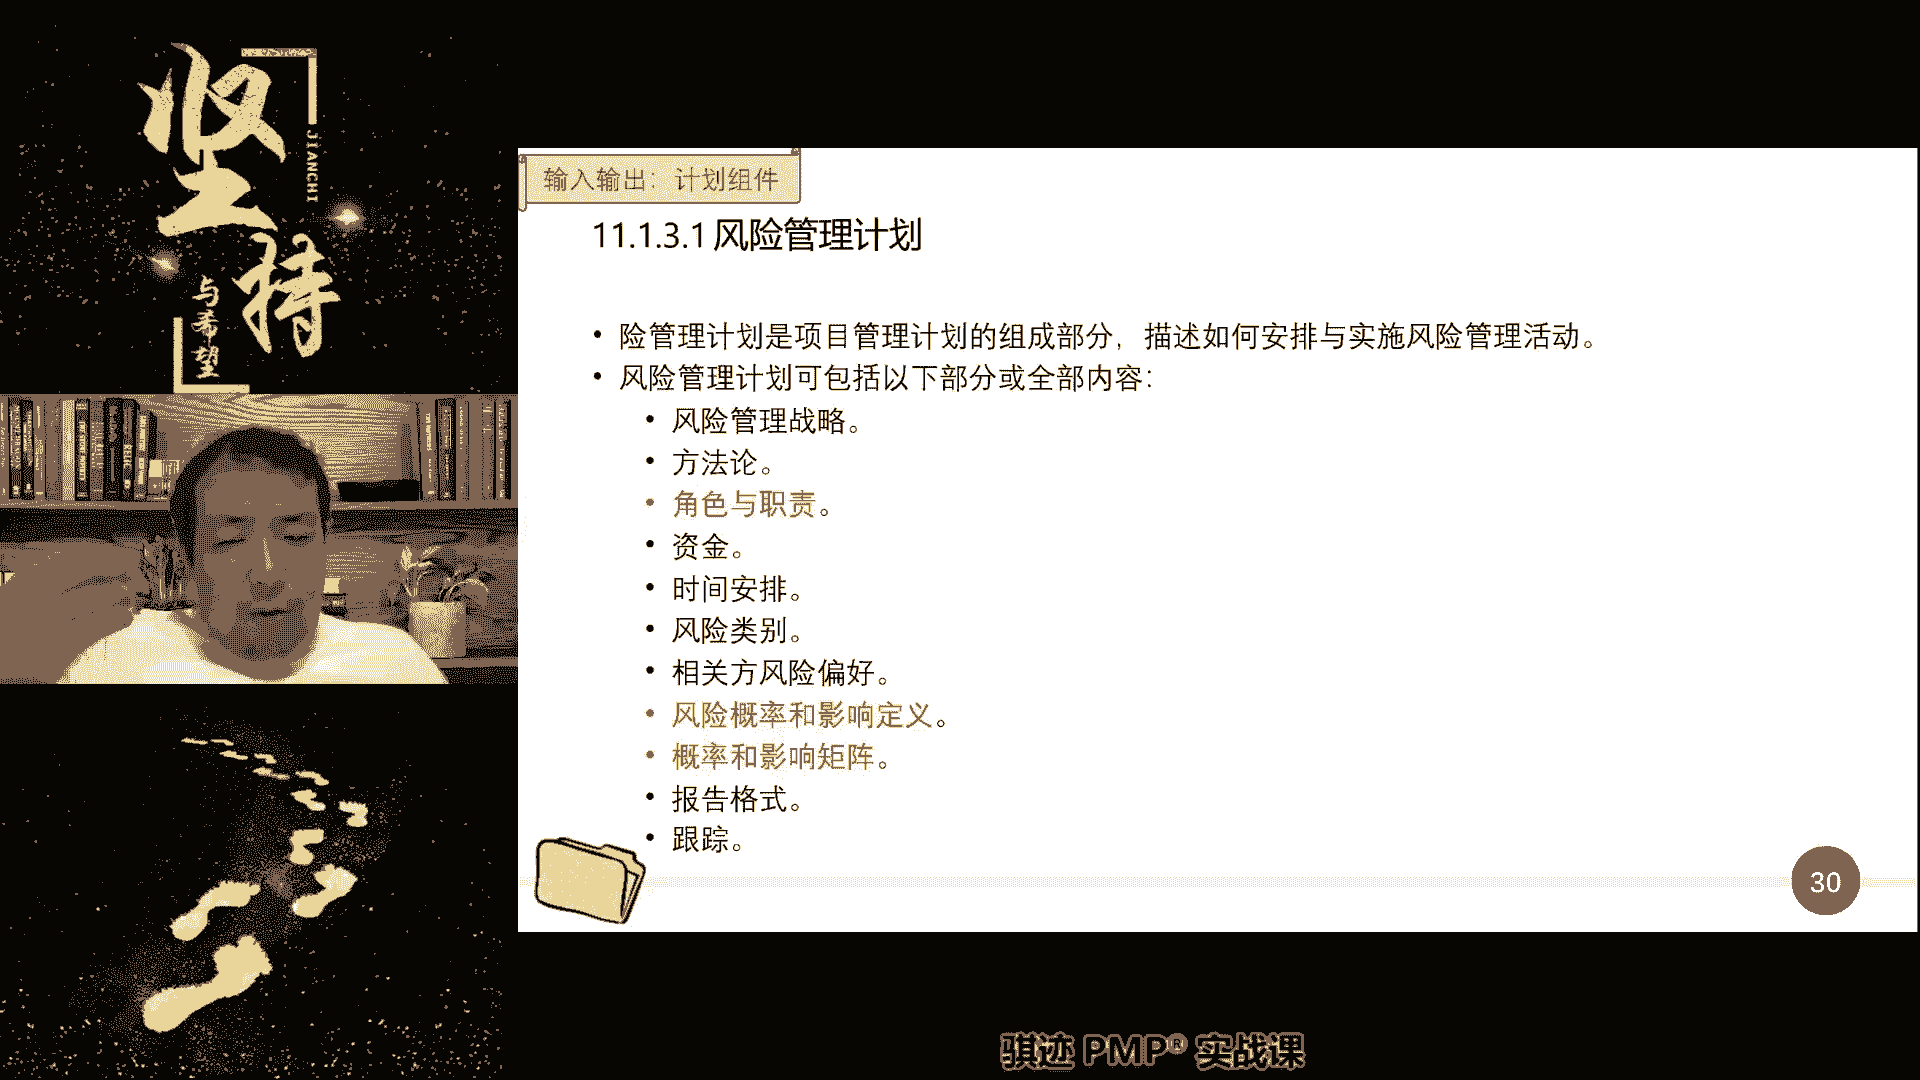 坚持
JIANCHI
与希望
输入输出：计划组件
11.1.3.1 风险管理计划
• 险管理计划是项目管理计划的组成部分，描述如何安排与实施风险管理活动。
• 风险管理计划可包括以下部分或全部内容：
• 风险管理战略。
• 方法论。
• 角色与职责。
• 资金。
• 时间安排。
• 风险类别。
• 相关方风险偏好。
• 风险概率和影响定义。
• 概率和影响矩阵。
• 报告格式。
• 跟踪。
30
骐迹 PMP® 实战课